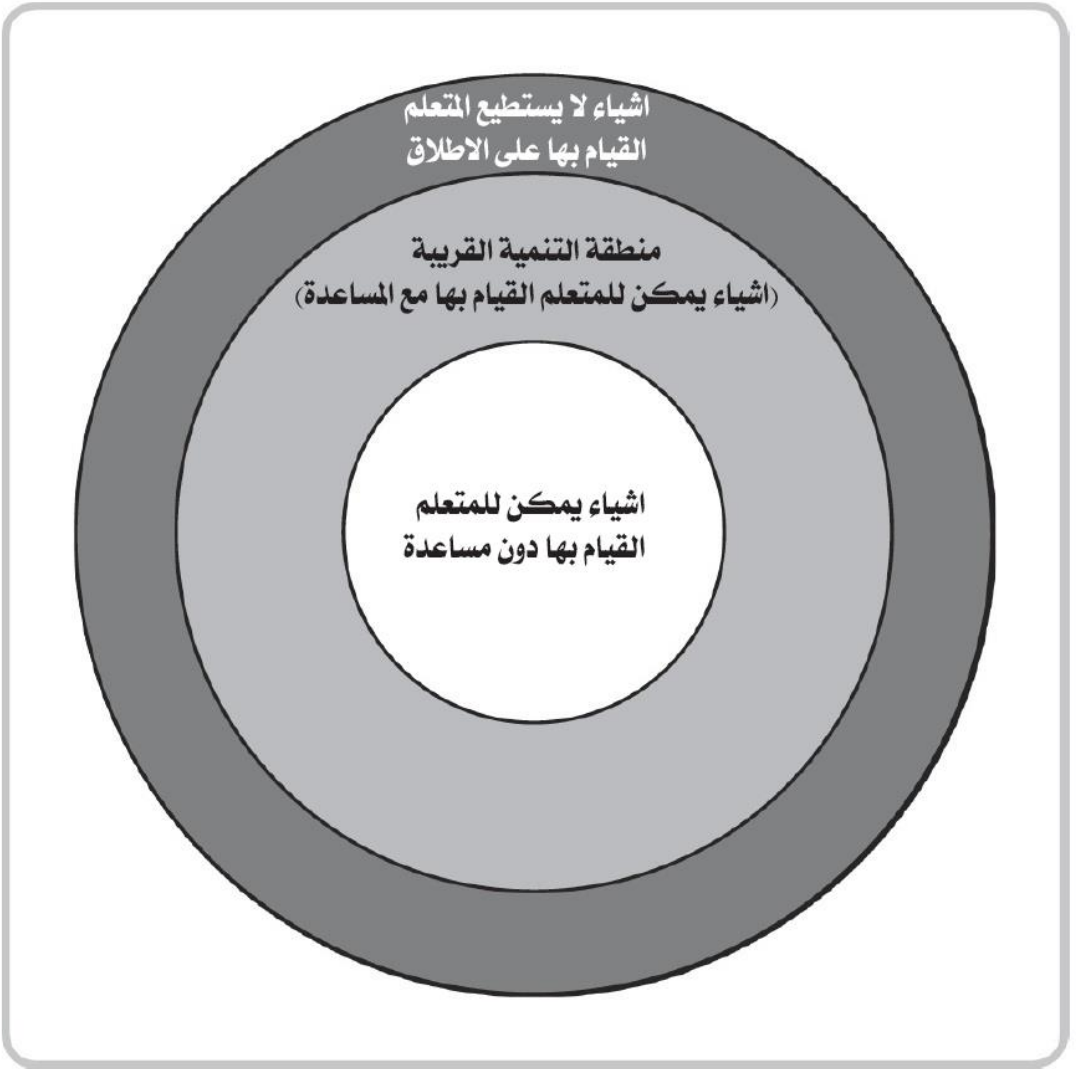 اشياء لا يستطيع المتعلم
القيام بها على الاطلاق
منطقة التنمية القريبة
(اشياء يمكن للمتعلم القيام بها مع المساعدة)
اشياء يمكن للمتعلم
القيام بها دون مساعدة